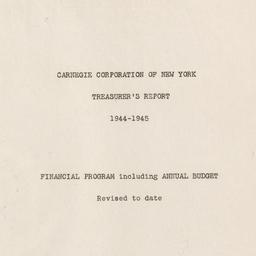 CARNEGIE CORPORATION OF NEW YORK
TREASURER'S REPORT
1944-1945
FINANCIAL PROGRAM including ANNUAL BUDGET
Revised to date